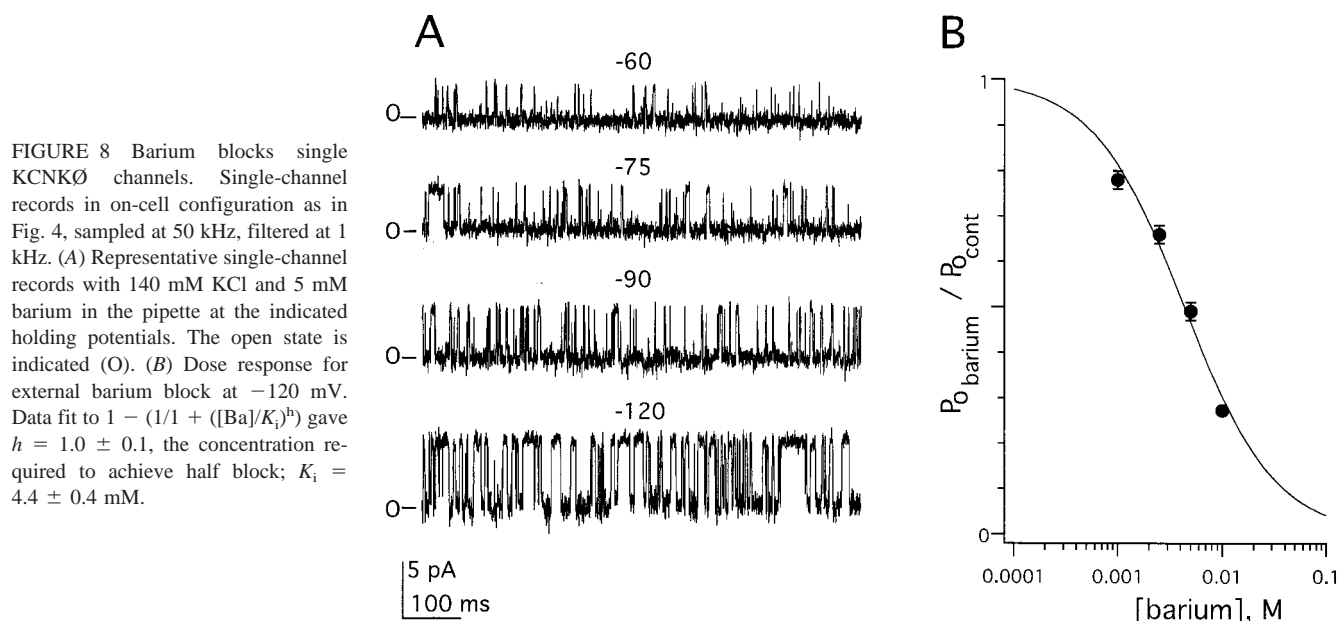 FIGURE 8 Barium blocks single
KCNKØ channels. Single-channel
records in on-cell configuration as in
Fig. 4, sampled at 50 kHz, filtered at 1
kHz. (A) Representative single-channel
records with 140 mM KCl and 5 mM
barium in the pipette at the indicated
holding potentials. The open state is
indicated (O). (B) Dose response for
external barium block at −120 mV.
Data fit to 1 − (1/1 + ([Ba]/Ki)h) gave
h = 1.0 ± 0.1, the concentration re-
quired to achieve half block; Ki =
4.4 ± 0.4 mM.
A
-60
O
-75
O
-90
O
-120
O
5 pA
100 ms
B
1
Po barium / Po cont
0
0.0001 0.001 0.01 0.1
[barium], M